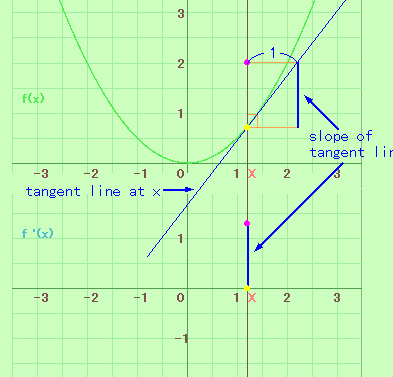 3
2
1
1
f(x)
slope of
tangent lin
-3 -2 -1 0 X 2 3
tangent line at x
f '(x)
1
-3 -2 -1 0 1 X 2 3
-1